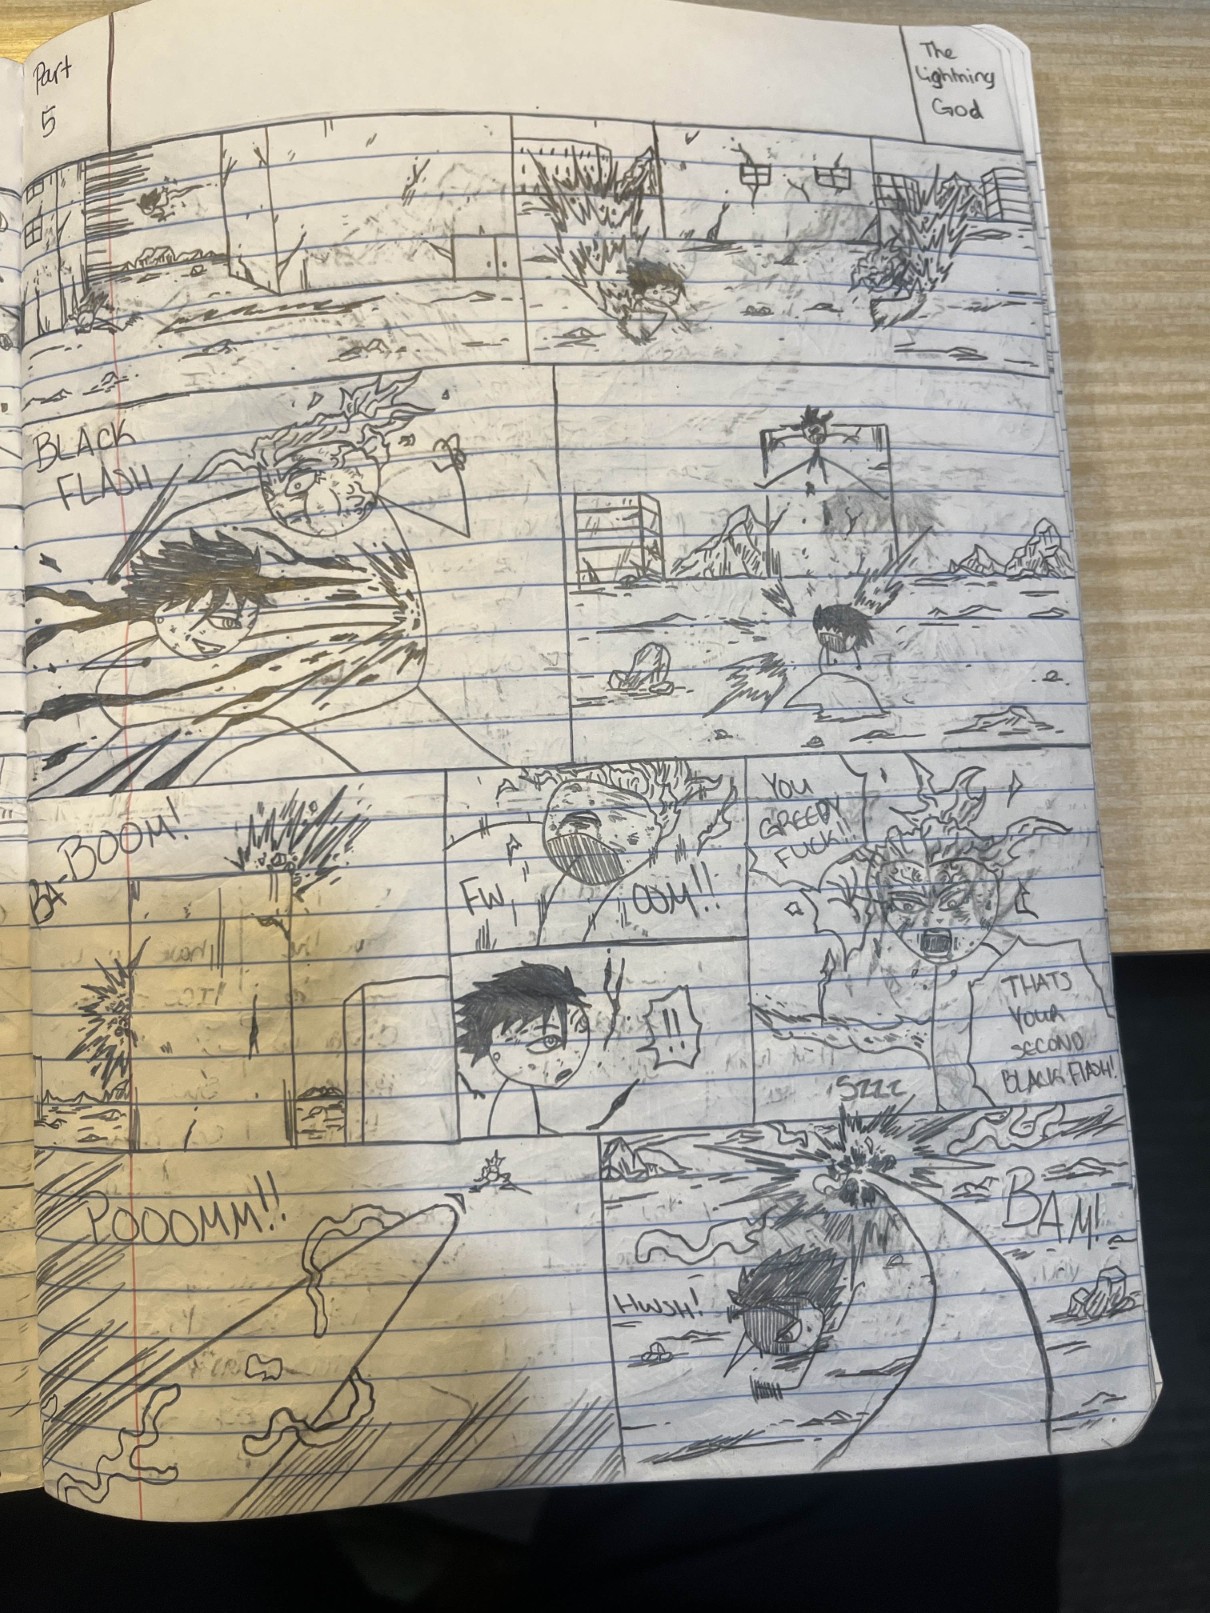 Part
5
The
Lightning
God
BLACK
FLASH
BA-BOOM!
FW
OOM!!
YOU
GREEDY
FUCK!!
!!
THATS
YOUR
SECOND
BLACK FLASH!
SZZZ
POOOMM!!
HWSH!
BAM!